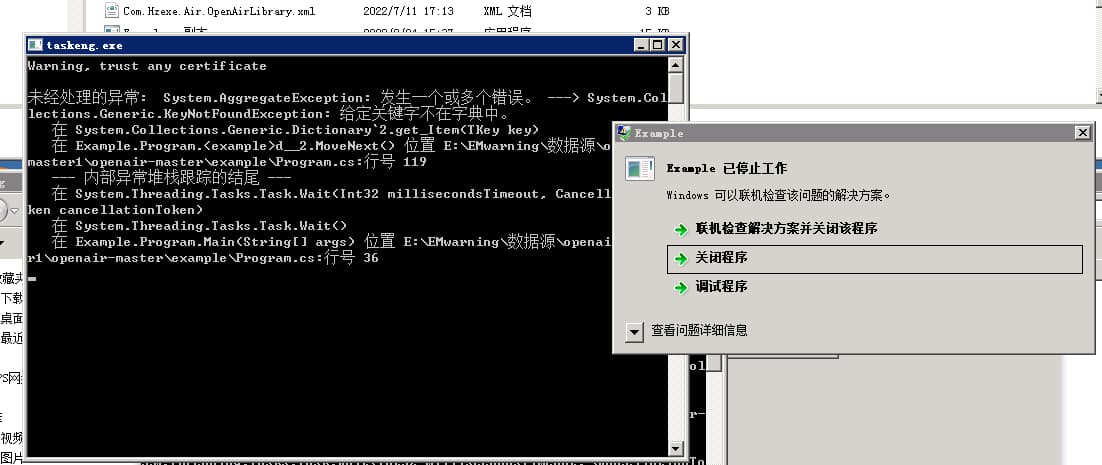 Com.Hzexe.Air.OpenAirLibrary.xml 2022/7/11 17:13 XML 文档 3 KB
taskeng.exe
Warning, trust any certificate
未经处理的异常: System.AggregateException: 发生一个或多个错误。 ---> System.Col
lections.Generic.KeyNotFoundException: 给定关键字不在字典中。
在 System.Collections.Generic.Dictionary`2.get_Item(TKey key)
在 Example.Program.<example>d__2.MoveNext() 位置 E:\EMwarning\数据源\o
master1\openair-master\example\Program.cs:行号 119
--- 内部异常堆栈跟踪的结尾 ---
在 System.Threading.Tasks.Task.Wait(Int32 millisecondsTimeout, Cancell
ken cancellationToken)
在 System.Threading.Tasks.Task.Wait()
在 Example.Program.Main(String[] args) 位置 E:\EMwarning\数据源\openai
r1\openair-master\example\Program.cs:行号 36
Example
Example 已停止工作
Windows 可以联机检查该问题的解决方案。
联机检查解决方案并关闭该程序
关闭程序
调试程序
查看问题详细信息
收藏夹
下载
桌面
最近
视频
图片